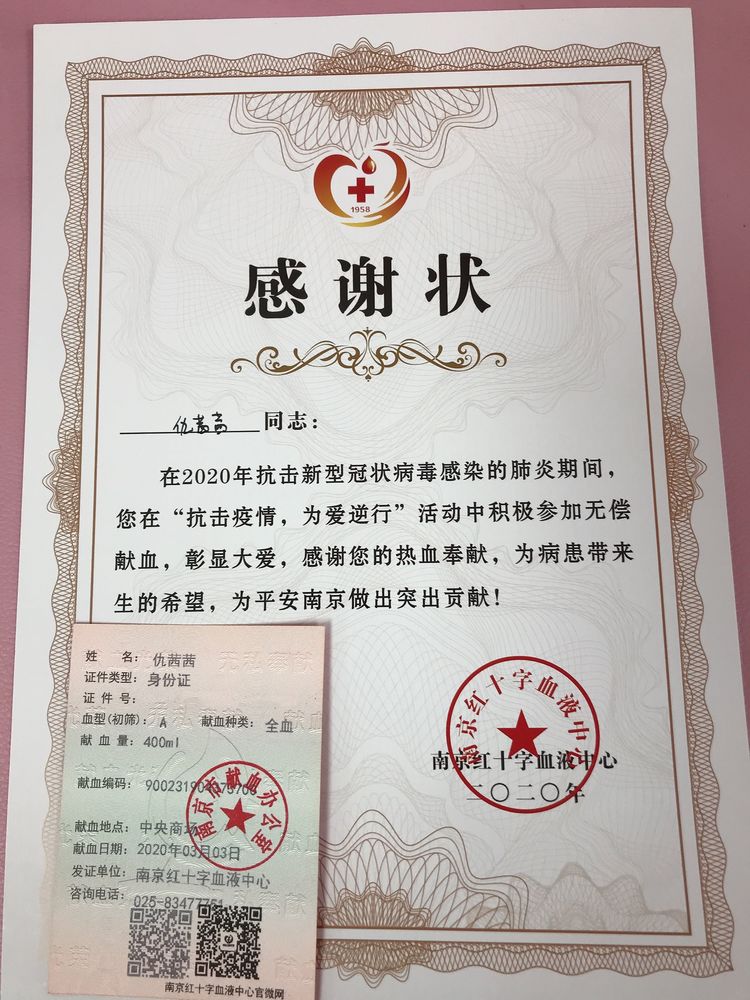 1958
感谢状
仇茜茜 同志：
在2020年抗击新型冠状病毒感染的肺炎期间，
您在“抗击疫情，为爱逆行”活动中积极参加无偿
献血，彰显大爱，感谢您的热血奉献，为病患带来
生的希望，为平安南京做出突出贡献！
南京红十字血液中心
南京红十字血液中心
二〇二〇年
姓 名： 仇茜茜
证件类型： 身份证
证 件 号：
血型(初筛)： A 献血种类： 全血
献 血 量： 400ml
献血编码：
南京市献血办公室
献血地点： 中央商场
献血日期： 2020年03月03日
发证单位： 南京红十字血液中心
咨询电话： 025-83477751
南京红十字血液中心官微网